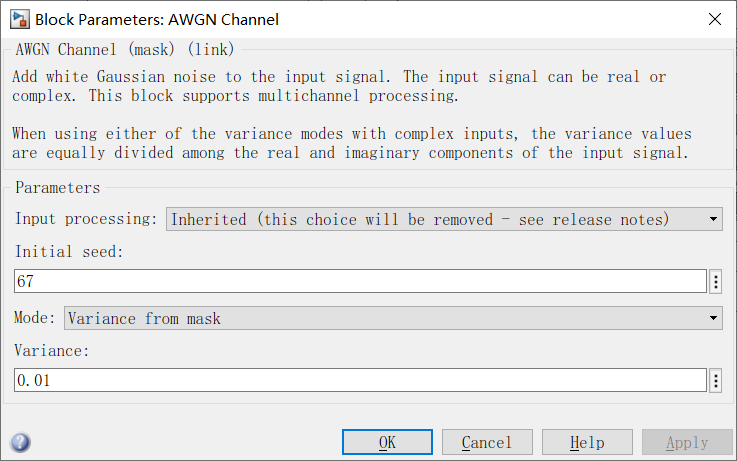 Block Parameters: AWGN Channel
AWGN Channel (mask) (link)
Add white Gaussian noise to the input signal. The input signal can be real or
complex. This block supports multichannel processing.
When using either of the variance modes with complex inputs, the variance values
are equally divided among the real and imaginary components of the input signal.
Parameters
Input processing: Inherited (this choice will be removed - see release notes)
Initial seed:
67
Mode: Variance from mask
Variance:
0.01
OK Cancel Help Apply